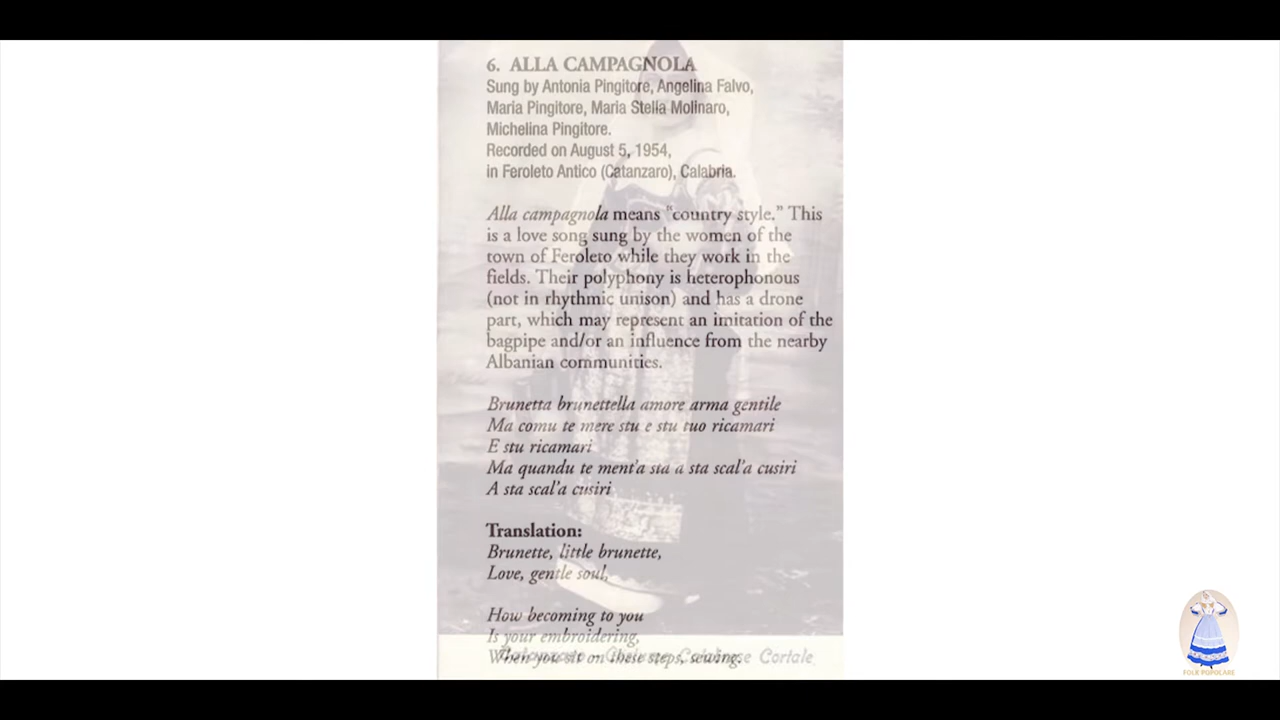 6. ALLA CAMPAGNOLA
Sung by Antonia Pingitore, Angelina Falvo,
Maria Pingitore, Maria Stella Molinaro,
Michelina Pingitore.
Recorded on August 5, 1954,
in Feroleto Antico (Catanzaro), Calabria.
Alla campagnola means “country style.” This
is a love song sung by the women of the
town of Feroleto while they work in the
fields. Their polyphony is heterophonous
(not in rhythmic unison) and has a drone
part, which may represent an imitation of the
bagpipe and/or an influence from the nearby
Albanian communities.
Brunetta brunettella amore arma gentile
Ma comu te mere stu e stu tuo ricamari
E stu ricamari
Ma quandu te ment'a sta a sta scal'a cusiri
A sta scal'a cusiri
Translation:
Brunette, little brunette,
Love, gentle soul,
How becoming to you
Is your embroidering,
When you sit on these steps, sewing.
Catanzaro - Costume Calabrese Cortale
FOLK POPOLARE